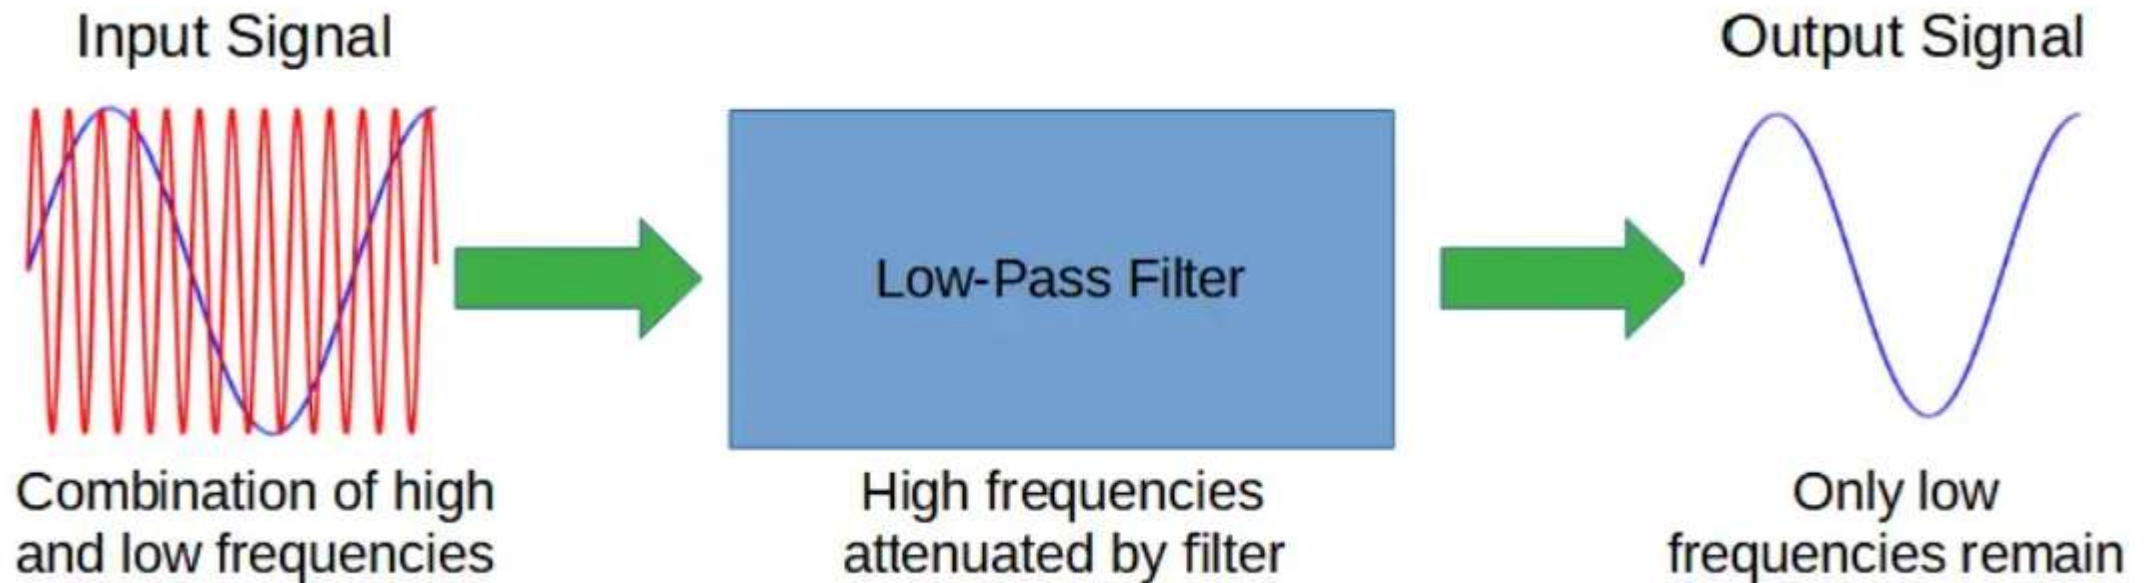 Input Signal
Output Signal
Low-Pass Filter
Combination of high
and low frequencies
High frequencies
attenuated by filter
Only low
frequencies remain